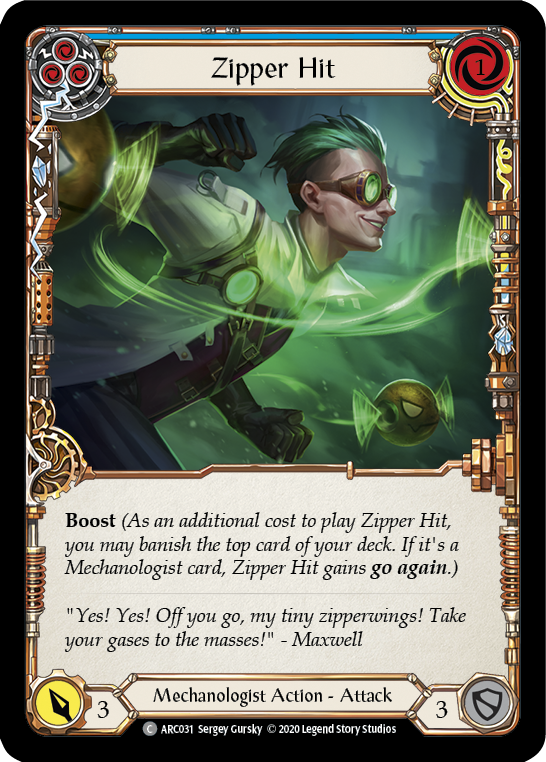 Zipper Hit
1
Boost (As an additional cost to play Zipper Hit,
you may banish the top card of your deck. If it's a
Mechanologist card, Zipper Hit gains go again.)
"Yes! Yes! Off you go, my tiny zipperwings! Take
your gases to the masses!" - Maxwell
3
Mechanologist Action - Attack
3
C ARC031 Sergey Gursky © 2020 Legend Story Studios